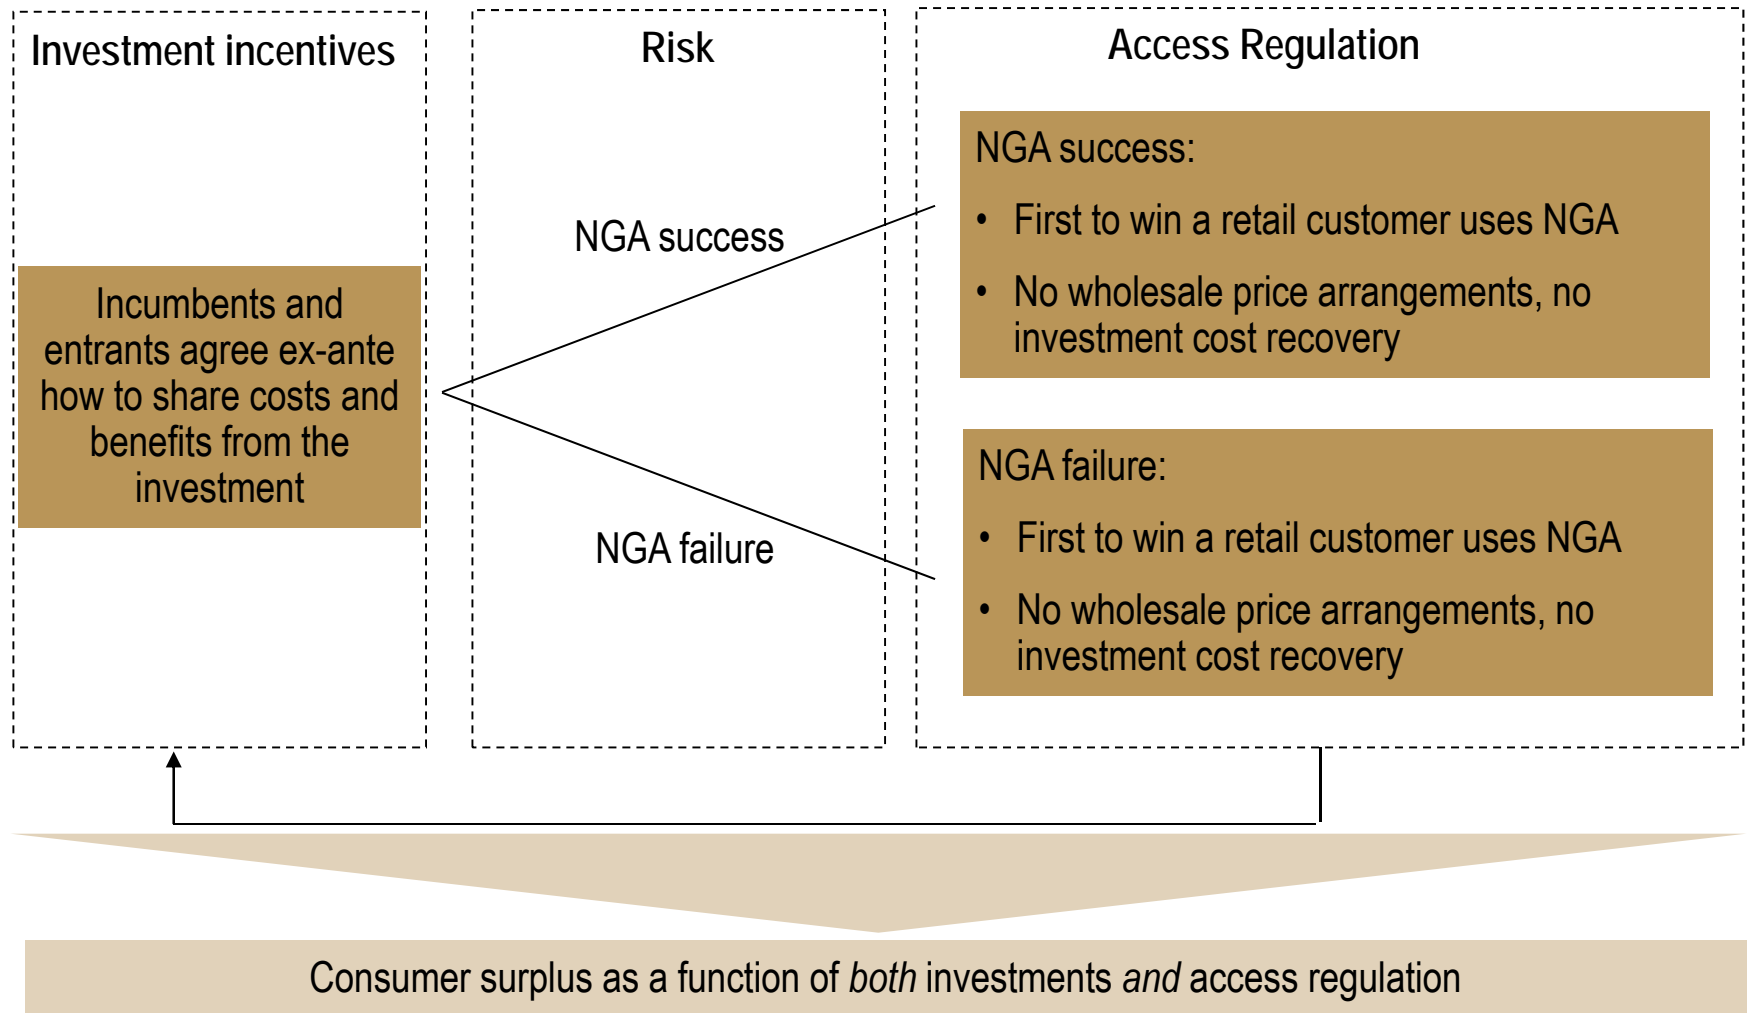 Investment incentives
Risk
Access Regulation
Incumbents and
entrants agree ex-ante
how to share costs and
benefits from the
investment
NGA success
NGA failure
NGA success:
• First to win a retail customer uses NGA
• No wholesale price arrangements, no
investment cost recovery
NGA failure:
• First to win a retail customer uses NGA
• No wholesale price arrangements, no
investment cost recovery
Consumer surplus as a function of both investments and access regulation